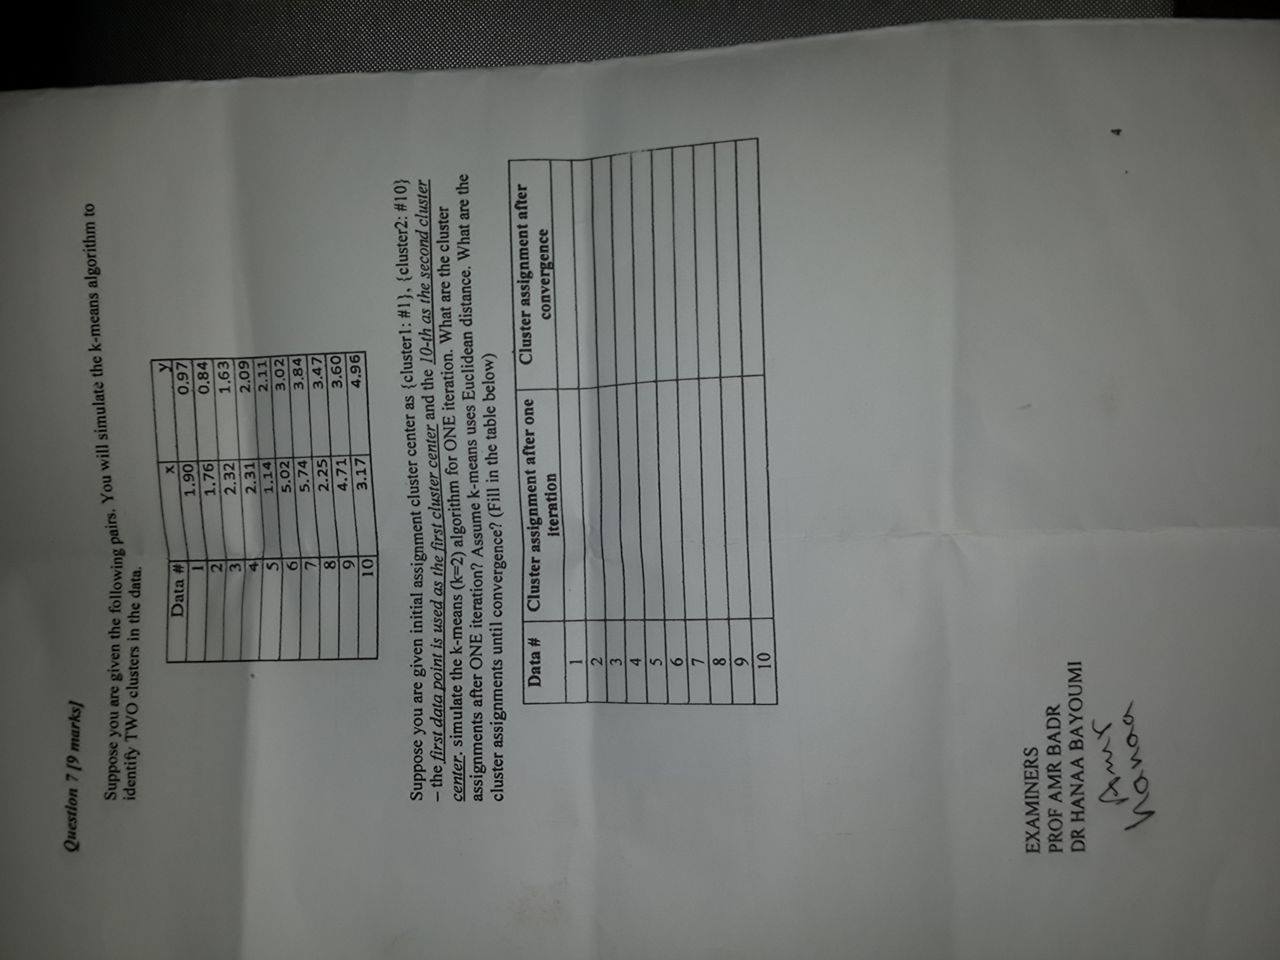 Question 7 [9 marks]
Suppose you are given the following pairs. You will simulate the k-means algorithm to
identify TWO clusters in the data.
Data # x y
1 1.90 0.97
2 1.76 0.84
3 2.32 1.63
4 2.31 2.09
5 1.14 2.11
6 5.02 3.02
7 5.74 3.84
8 2.25 3.47
9 4.71 3.60
10 3.17 4.96
Suppose you are given initial assignment cluster center as {cluster1: #1}, {cluster2: #10}
– the first data point is used as the first cluster center and the 10-th as the second cluster
center. simulate the k-means (k=2) algorithm for ONE iteration. What are the cluster
assignments after ONE iteration? Assume k-means uses Euclidean distance. What are the
cluster assignments until convergence? (Fill in the table below)
Data # Cluster assignment after one Cluster assignment after
iteration convergence
1
2
3
4
5
6
7
8
9
10
EXAMINERS
PROF AMR BADR
DR HANAA BAYOUMI
Amr
hanaa
4